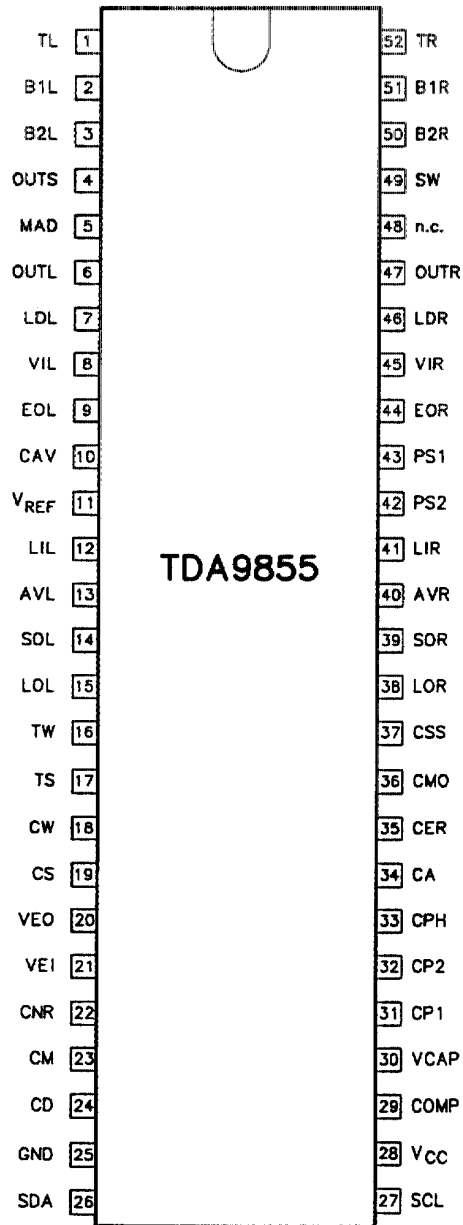 TL 1 52 TR
B1L 2 51 B1R
B2L 3 50 B2R
OUTS 4 49 SW
MAD 5 48 n.c.
OUTL 6 47 OUTR
LDL 7 46 LDR
VIL 8 45 VIR
EOL 9 44 EOR
CAV 10 43 PS1
VREF 11 42 PS2
LIL 12 41 LIR
TDA9855
AVL 13 40 AVR
SOL 14 39 SOR
LOL 15 38 LOR
TW 16 37 CSS
TS 17 36 CMO
CW 18 35 CER
CS 19 34 CA
VEO 20 33 CPH
VEI 21 32 CP2
CNR 22 31 CP1
CM 23 30 VCAP
CD 24 29 COMP
GND 25 28 VCC
SDA 26 27 SCL